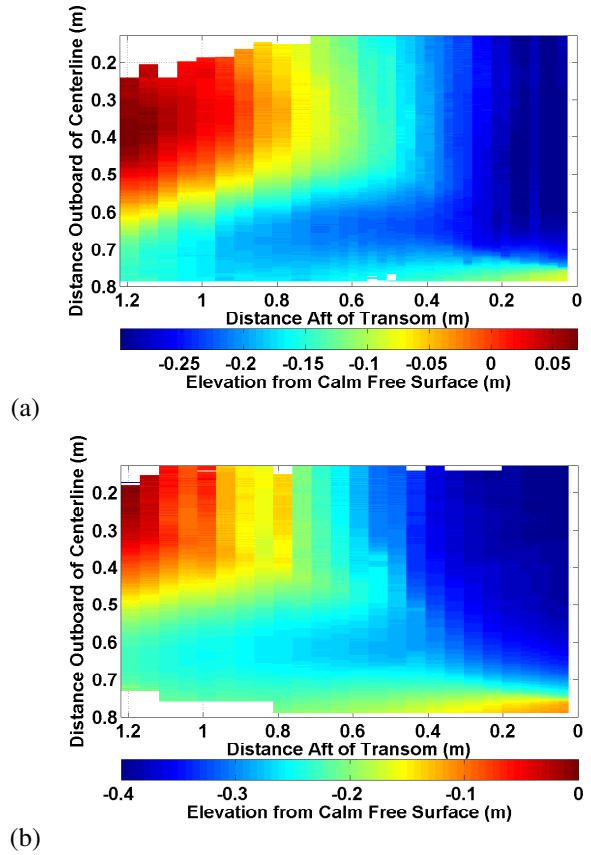 (a)
Distance Outboard of Centerline (m)
0.2
0.3
0.4
0.5
0.6
0.7
0.8
1.2 1 0.8 0.6 0.4 0.2 0
Distance Aft of Transom (m)
-0.25 -0.2 -0.15 -0.1 -0.05 0 0.05
Elevation from Calm Free Surface (m)
(b)
Distance Outboard of Centerline (m)
0.2
0.3
0.4
0.5
0.6
0.7
0.8
1.2 1 0.8 0.6 0.4 0.2 0
Distance Aft of Transom (m)
-0.4 -0.3 -0.2 -0.1 0
Elevation from Calm Free Surface (m)